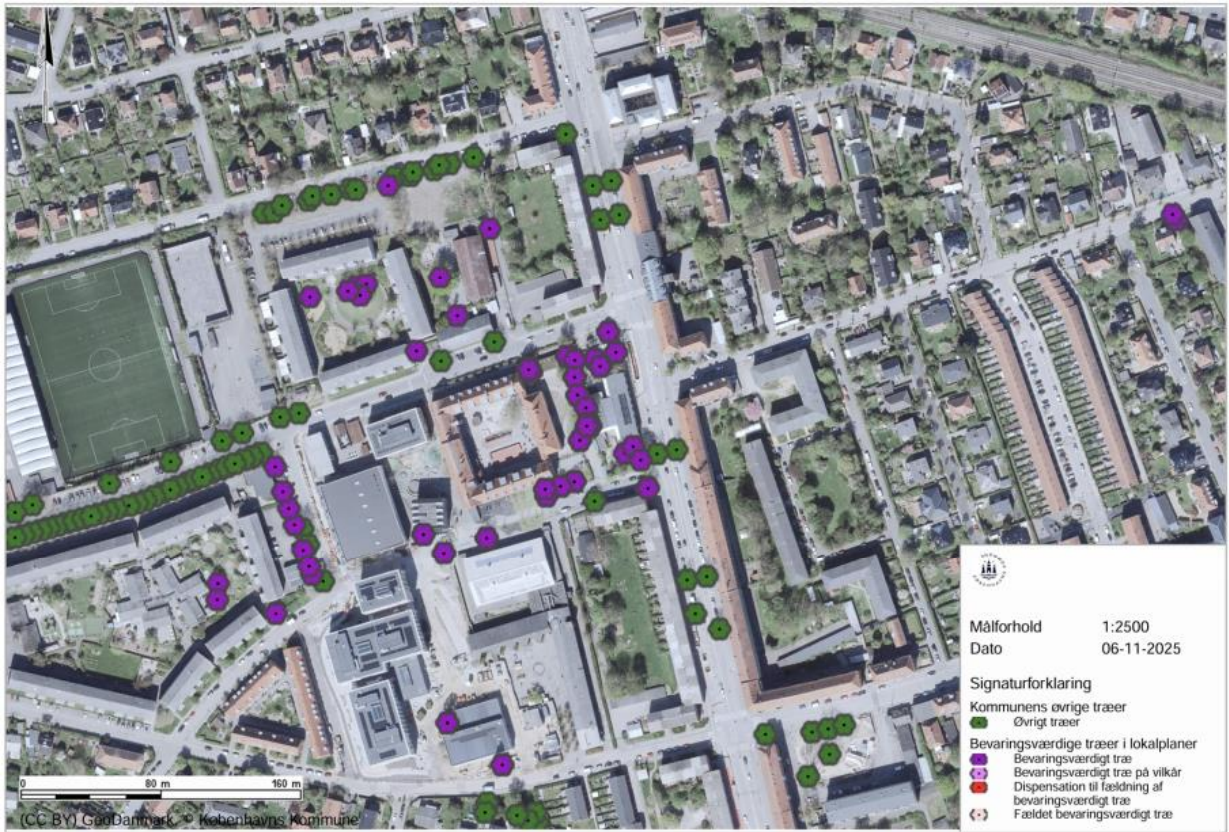 Målforhold 1:2500
Dato 06-11-2025
Signaturforklaring
Kommunens øvrige træer
Øvrigt træer
Bevaringsværdige træer i lokalplaner
Bevaringsværdigt træ
Bevaringsværdigt træ på vilkår
Dispensation til fældning af
bevaringsværdigt træ
Fældet bevaringsværdigt træ
0 80 m 160 m
(CC BY) GeoDanmark, © Københavns Kommune